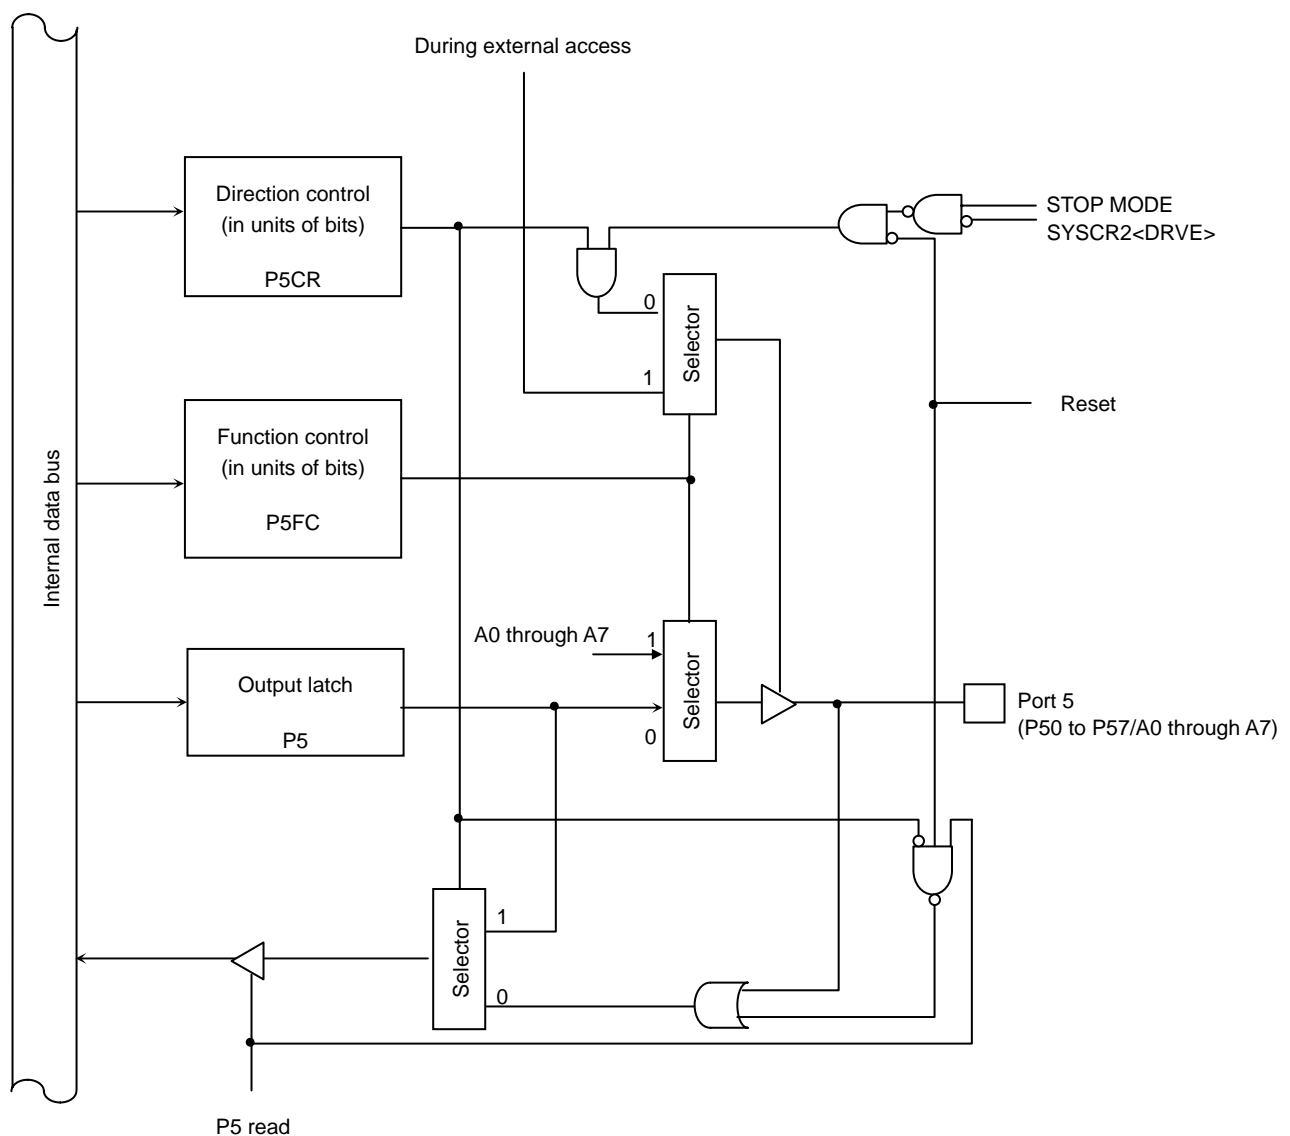 During external access
Direction control
(in units of bits)
P5CR
STOP MODE
SYSCR2<DRVE>
0
Selector
1
Reset
Function control
(in units of bits)
P5FC
Internal data bus
A0 through A7
1
Selector
0
Output latch
P5
Port 5
(P50 to P57/A0 through A7)
1
Selector
0
P5 read